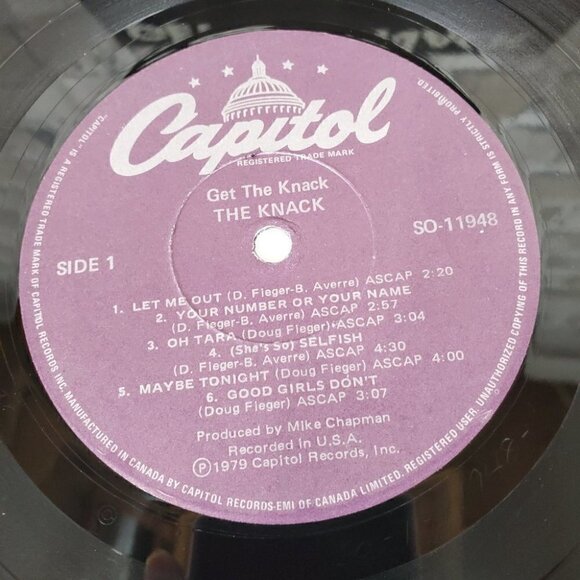 Capitol
REGISTERED TRADE MARK
Get The Knack
THE KNACK
SIDE 1
SO-11948
1. LET ME OUT (D. Fieger-B. Averre) ASCAP 2:20
2. YOUR NUMBER OR YOUR NAME
(D. Fieger-B. Averre) ASCAP 2:57
3. OH TARA (Doug Fieger) ASCAP 3:04
4. (She's So) SELFISH
(D. Fieger-B. Averre) ASCAP 4:30
5. MAYBE TONIGHT (Doug Fieger) ASCAP 4:00
6. GOOD GIRLS DON'T
(Doug Fieger) ASCAP 3:07
Produced by Mike Chapman
Recorded in U.S.A.
Ⓟ 1979 Capitol Records, Inc.
"CAPITOL" IS A REGISTERED TRADE MARK OF CAPITOL RECORDS INC. MANUFACTURED IN CANADA BY CAPITOL RECORDS-EMI OF CANADA LIMITED, REGISTERED USER. UNAUTHORIZED COPYING OF THIS RECORD IN ANY FORM IS STRICTLY PROHIBITED